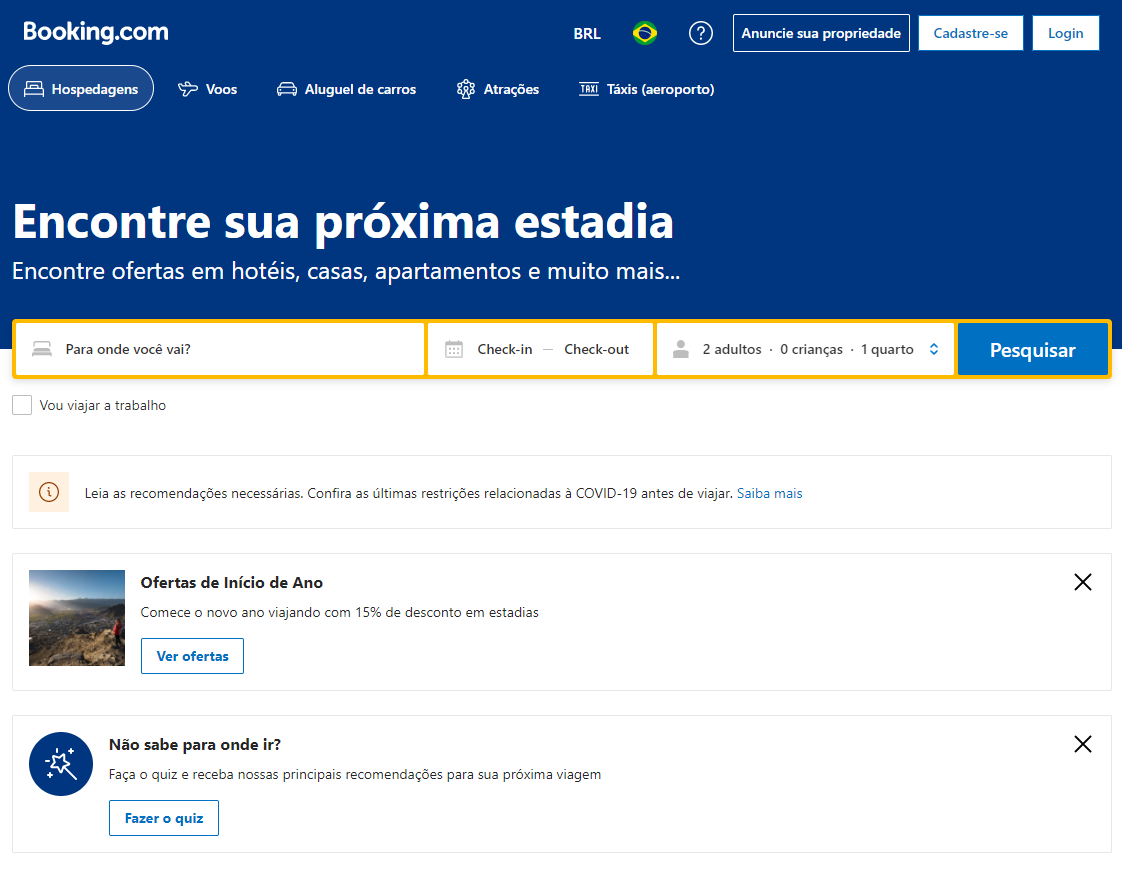 Booking.com
BRL
?
Anuncie sua propriedade
Cadastre-se
Login
Hospedagens
Voos
Aluguel de carros
Atrações
TAXI
Táxis (aeroporto)
Encontre sua próxima estadia
Encontre ofertas em hotéis, casas, apartamentos e muito mais...
Para onde você vai?
Check-in — Check-out
2 adultos · 0 crianças · 1 quarto
Pesquisar
Vou viajar a trabalho
Leia as recomendações necessárias. Confira as últimas restrições relacionadas à COVID-19 antes de viajar. Saiba mais
Ofertas de Início de Ano
Comece o novo ano viajando com 15% de desconto em estadias
Ver ofertas
Não sabe para onde ir?
Faça o quiz e receba nossas principais recomendações para sua próxima viagem
Fazer o quiz